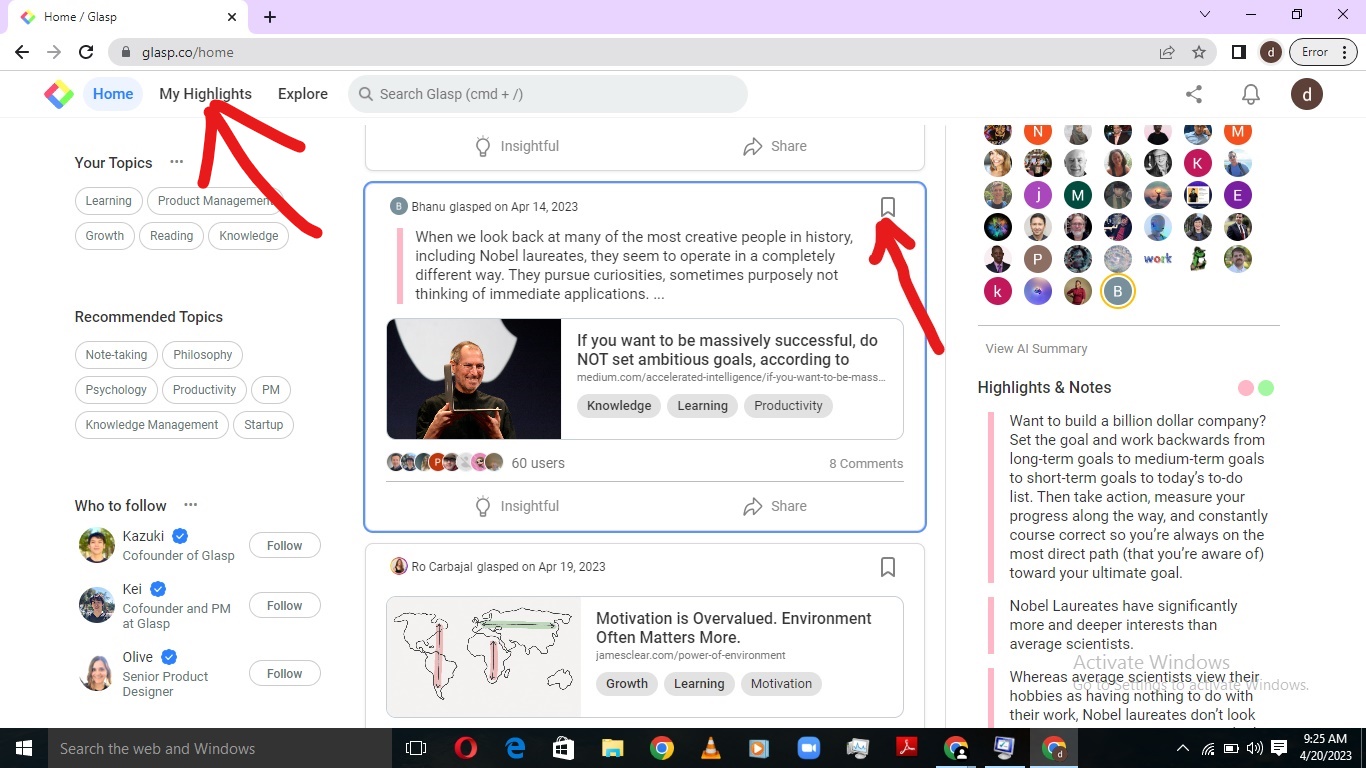 Home / Glasp
glasp.co/home
d
Error
Home
My Highlights
Explore
Search Glasp (cmd + /)
d
Your Topics
Learning
Product Management
Growth
Reading
Knowledge
Recommended Topics
Note-taking
Philosophy
Psychology
Productivity
PM
Knowledge Management
Startup
Who to follow
Kazuki
Cofounder of Glasp
Follow
Kei
Cofounder and PM
at Glasp
Follow
Olive
Senior Product
Designer
Follow
Insightful
Share
B
Bhanu glasped on Apr 14, 2023
When we look back at many of the most creative people in history,
including Nobel laureates, they seem to operate in a completely
different way. They pursue curiosities, sometimes purposely not
thinking of immediate applications. ...
If you want to be massively successful, do
NOT set ambitious goals, according to
medium.com/accelerated-intelligence/if-you-want-to-be-mass...
Knowledge
Learning
Productivity
P
60 users
8 Comments
Insightful
Share
Ro Carbajal glasped on Apr 19, 2023
Motivation is Overvalued. Environment
Often Matters More.
jamesclear.com/power-of-environment
Growth
Learning
Motivation
N
M
K
j
M
E
P
work
k
B
View AI Summary
Highlights & Notes
Want to build a billion dollar company?
Set the goal and work backwards from
long-term goals to medium-term goals
to short-term goals to today's to-do
list. Then take action, measure your
progress along the way, and constantly
course correct so you're always on the
most direct path (that you're aware of)
toward your ultimate goal.
Nobel Laureates have significantly
more and deeper interests than
average scientists.
Whereas average scientists view their
hobbies as having nothing to do with
their work, Nobel laureates don't look
Activate Windows
Go to Settings to activate Windows.
Search the web and Windows
d
9:25 AM
4/20/2023